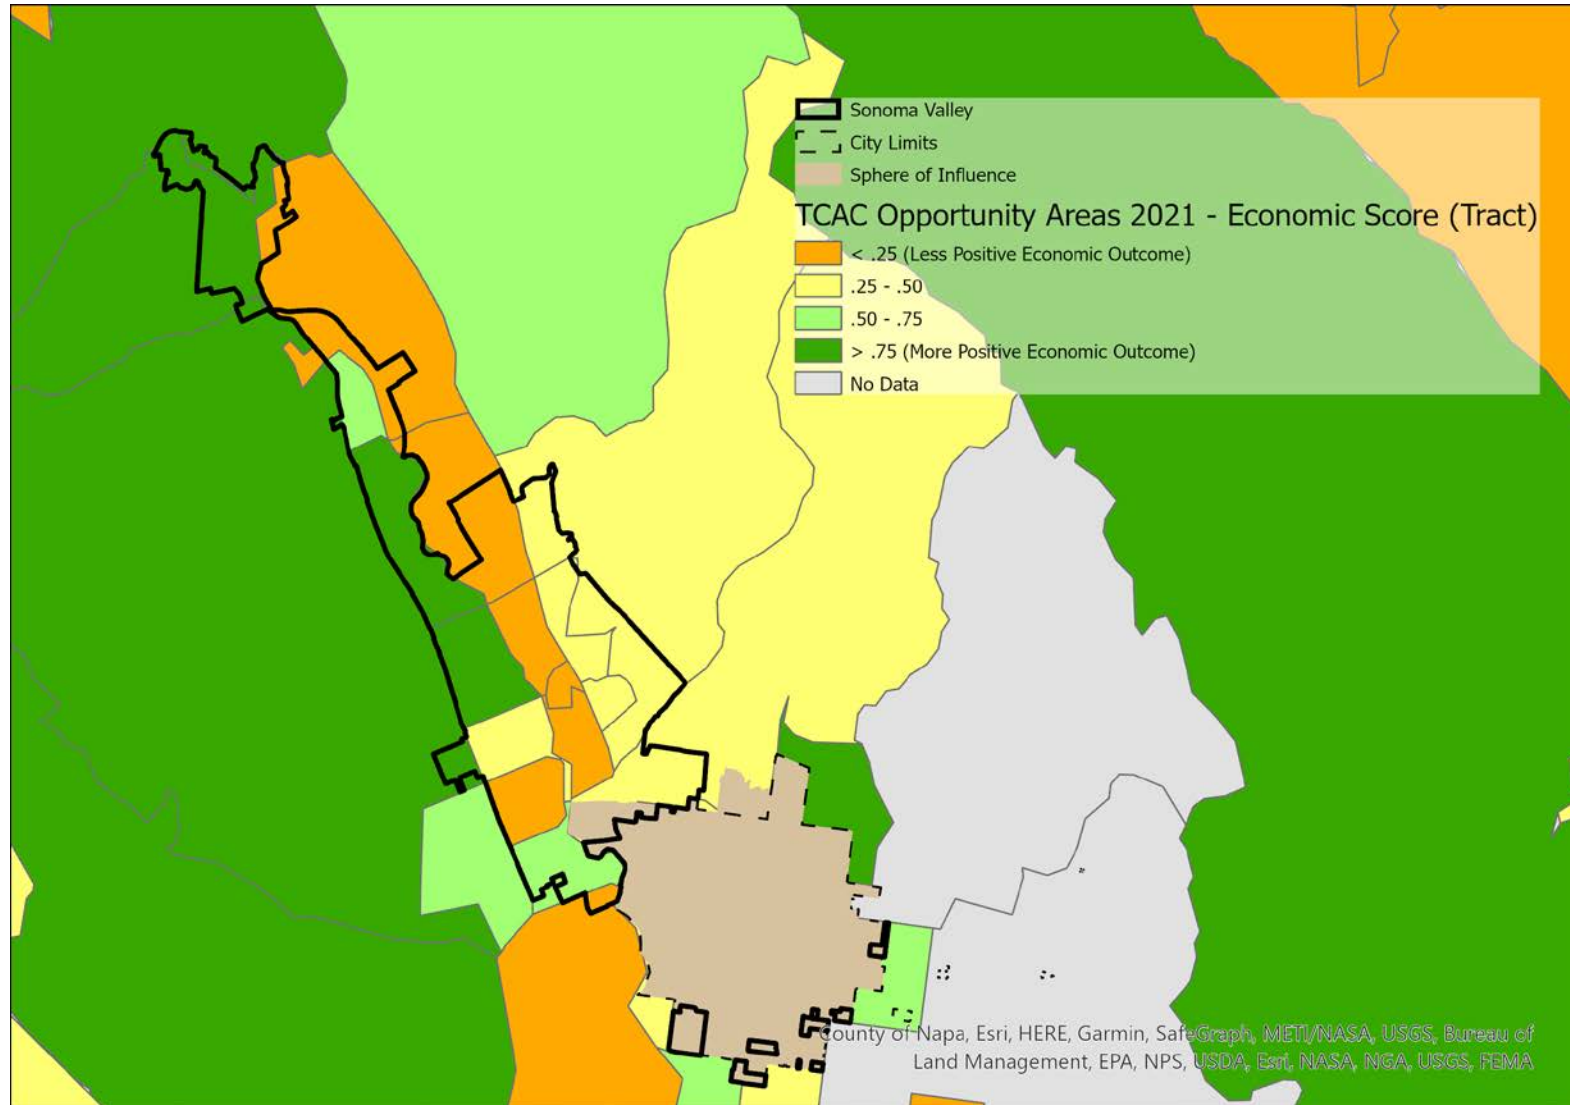 Sonoma Valley
City Limits
Sphere of Influence
TCAC Opportunity Areas 2021 - Economic Score (Tract)
< .25 (Less Positive Economic Outcome)
.25 - .50
.50 - .75
> .75 (More Positive Economic Outcome)
No Data
County of Napa, Esri, HERE, Garmin, SafeGraph, METI/NASA, USGS, Bureau of
Land Management, EPA, NPS, USDA, Esri, NASA, NGA, USGS, FEMA